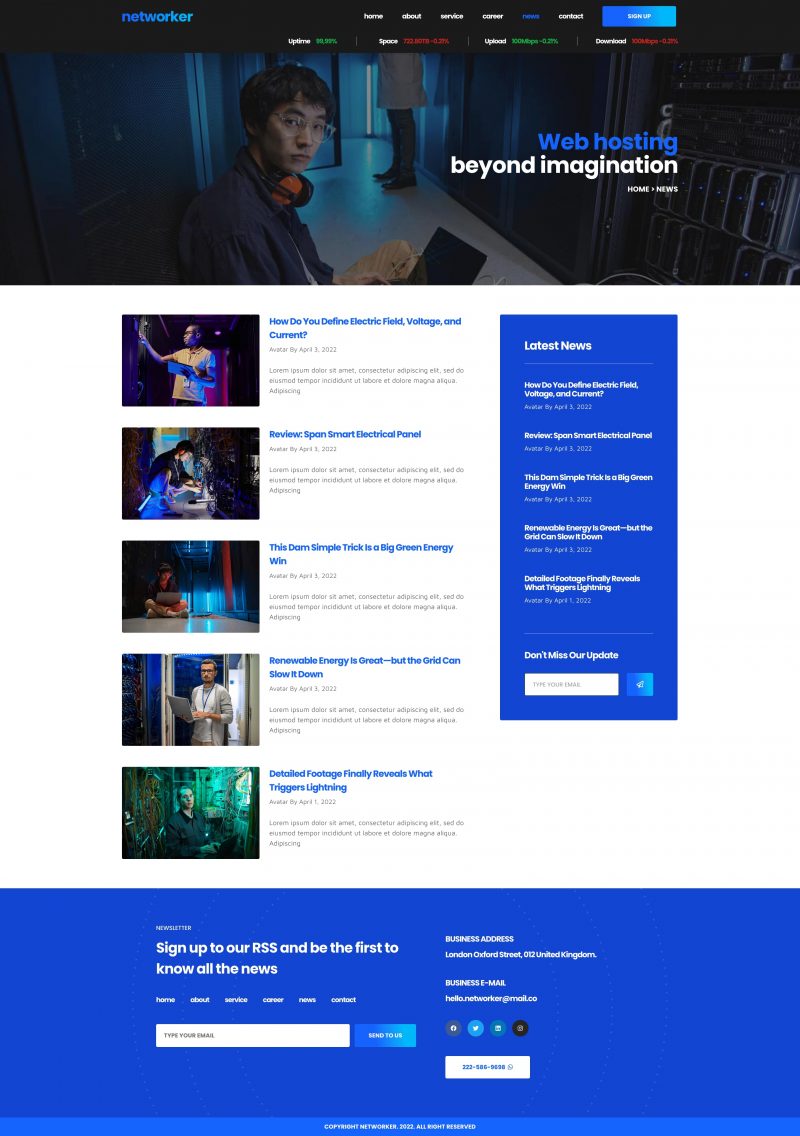 networker
home about service career news contact SIGN UP
Uptime 99,99% Space 722.80TB -0.21% Upload 100Mbps -0.21% Download 100Mbps -0.21%
Web hosting
beyond imagination
HOME > NEWS
How Do You Define Electric Field, Voltage, and
Current?
Avatar By April 3, 2022
Lorem ipsum dolor sit amet, consectetur adipiscing elit, sed do
eiusmod tempor incididunt ut labore et dolore magna aliqua.
Adipiscing
Review: Span Smart Electrical Panel
Avatar By April 3, 2022
Lorem ipsum dolor sit amet, consectetur adipiscing elit, sed do
eiusmod tempor incididunt ut labore et dolore magna aliqua.
Adipiscing
This Dam Simple Trick Is a Big Green Energy
Win
Avatar By April 3, 2022
Lorem ipsum dolor sit amet, consectetur adipiscing elit, sed do
eiusmod tempor incididunt ut labore et dolore magna aliqua.
Adipiscing
Renewable Energy Is Great—but the Grid Can
Slow It Down
Avatar By April 3, 2022
Lorem ipsum dolor sit amet, consectetur adipiscing elit, sed do
eiusmod tempor incididunt ut labore et dolore magna aliqua.
Adipiscing
Detailed Footage Finally Reveals What
Triggers Lightning
Avatar By April 1, 2022
Lorem ipsum dolor sit amet, consectetur adipiscing elit, sed do
eiusmod tempor incididunt ut labore et dolore magna aliqua.
Adipiscing
Latest News
How Do You Define Electric Field,
Voltage, and Current?
Avatar By April 3, 2022
Review: Span Smart Electrical Panel
Avatar By April 3, 2022
This Dam Simple Trick Is a Big Green
Energy Win
Avatar By April 3, 2022
Renewable Energy Is Great—but the
Grid Can Slow It Down
Avatar By April 3, 2022
Detailed Footage Finally Reveals
What Triggers Lightning
Avatar By April 1, 2022
Don't Miss Our Update
TYPE YOUR EMAIL
NEWSLETTER
Sign up to our RSS and be the first to
know all the news
home about service career news contact
TYPE YOUR EMAIL SEND TO US
BUSINESS ADDRESS
London Oxford Street, 012 United Kingdom.
BUSINESS E-MAIL
hello.networker@mail.co
222-586-9698
COPYRIGHT NETWORKER. 2022. ALL RIGHT RESERVED